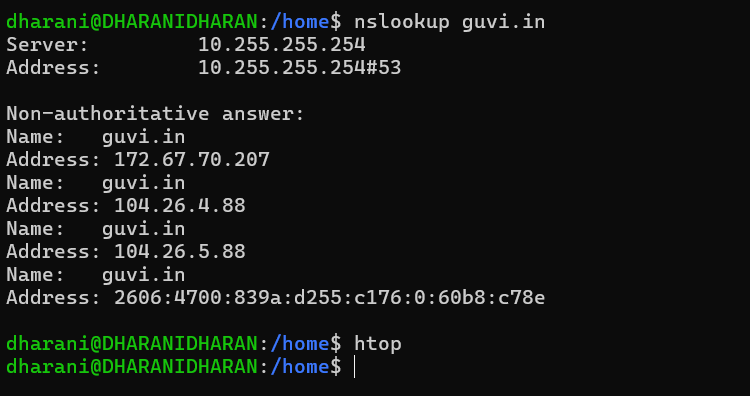 dharani@DHARANIDHARAN:/home$ nslookup guvi.in
Server:         10.255.255.254
Address:        10.255.255.254#53

Non-authoritative answer:
Name:   guvi.in
Address: 172.67.70.207
Name:   guvi.in
Address: 104.26.4.88
Name:   guvi.in
Address: 104.26.5.88
Name:   guvi.in
Address: 2606:4700:839a:d255:c176:0:60b8:c78e

dharani@DHARANIDHARAN:/home$ htop
dharani@DHARANIDHARAN:/home$